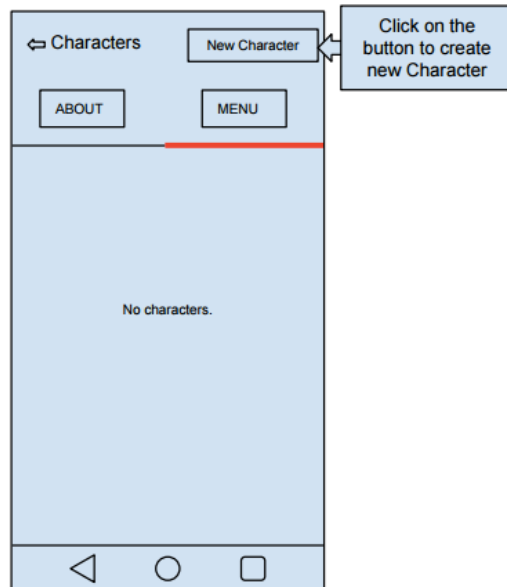 Characters
New Character
Click on the
button to create
new Character
ABOUT
MENU
No characters.